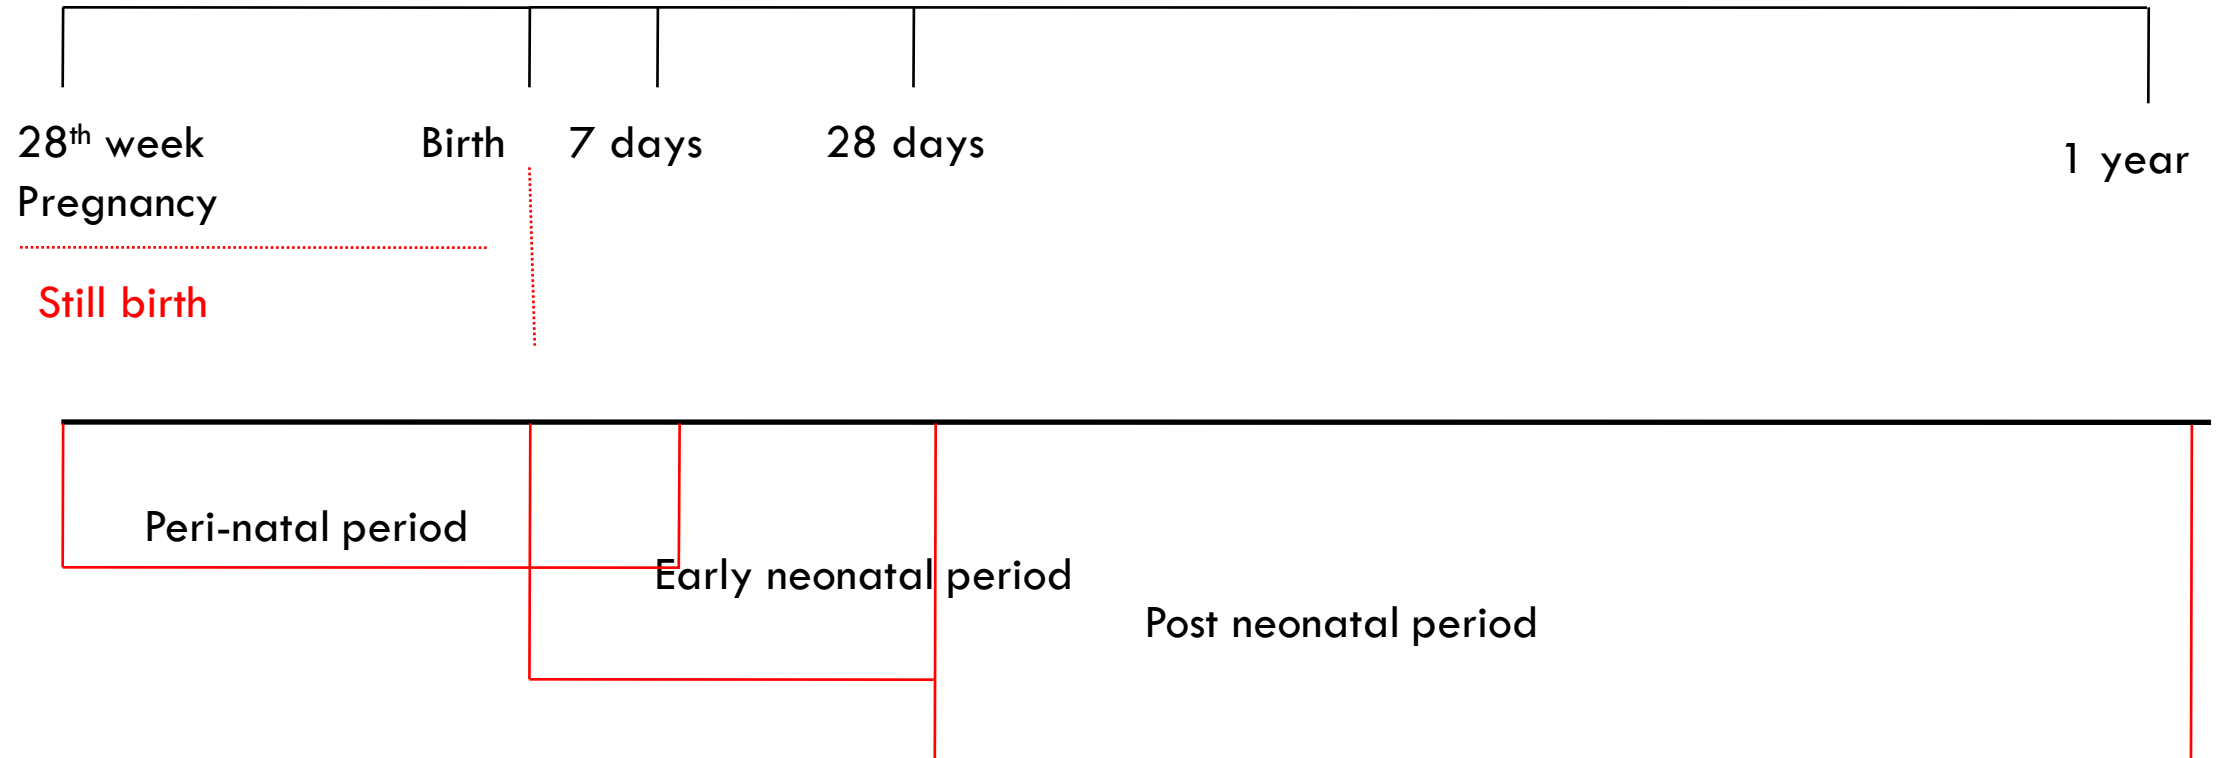 28th week Birth 7 days 28 days 1 year
Pregnancy
Still birth
Peri-natal period
Early neonatal period
Post neonatal period